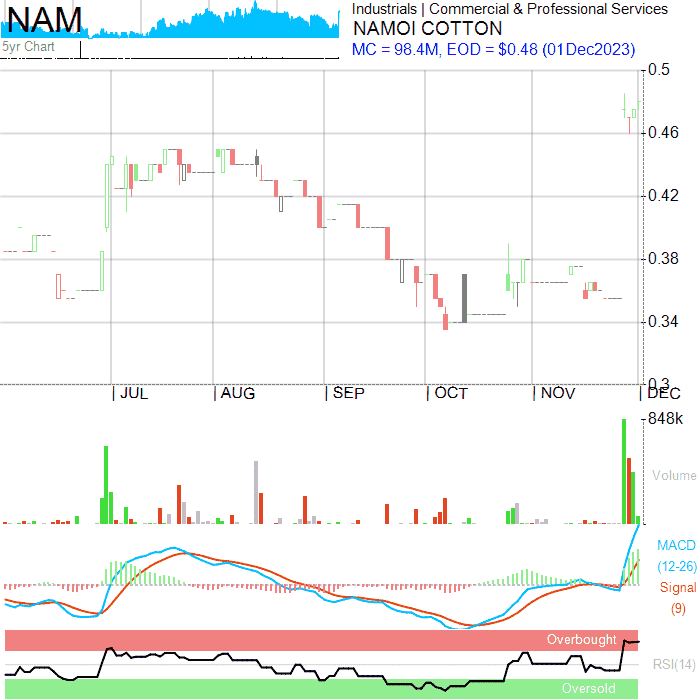 NAM
5yr Chart
Industrials | Commercial & Professional Services
NAMOI COTTON
MC = 98.4M, EOD = $0.48 (01Dec2023)
0.5
0.46
0.42
0.38
0.34
0.3
JUL
AUG
SEP
OCT
NOV
DEC
848k
Volume
MACD
(12-26)
Signal
(9)
Overbought
RSI(14)
Oversold